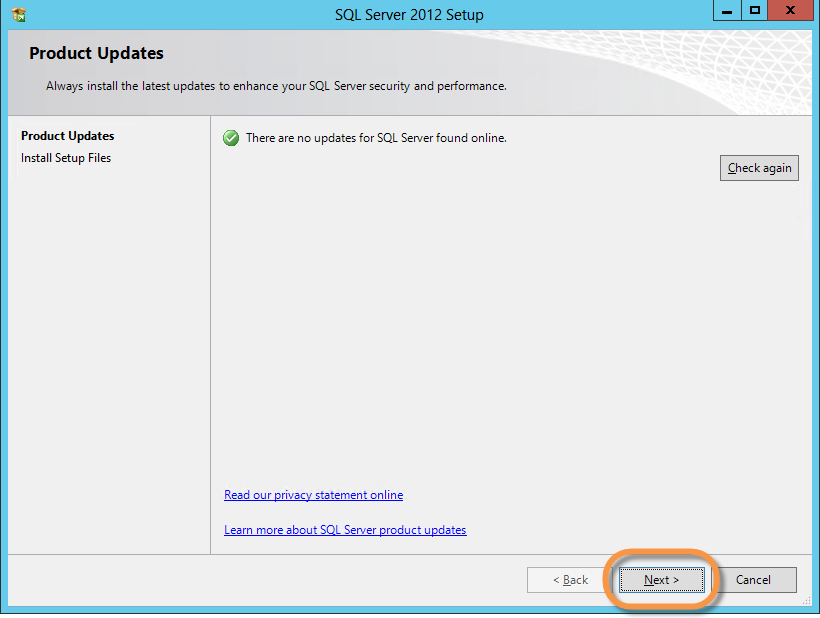 SQL Server 2012 Setup
Product Updates
Always install the latest updates to enhance your SQL Server security and performance.
Product Updates
Install Setup Files
There are no updates for SQL Server found online.
Check again
Read our privacy statement online
Learn more about SQL Server product updates
< Back
Next >
Cancel